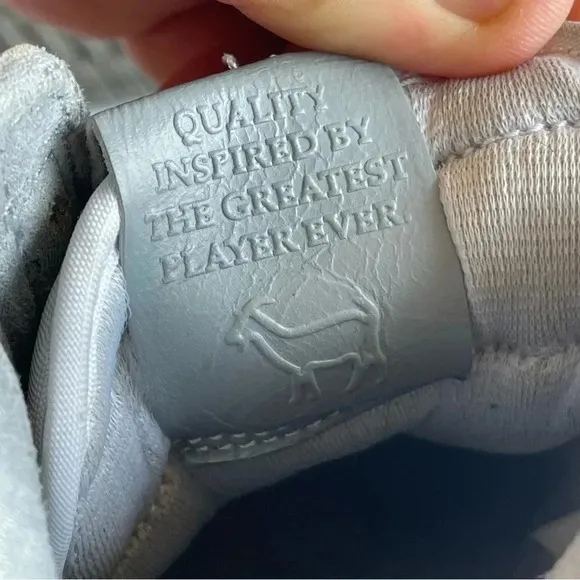 QUALITY
INSPIRED BY
THE GREATEST
PLAYER EVER.